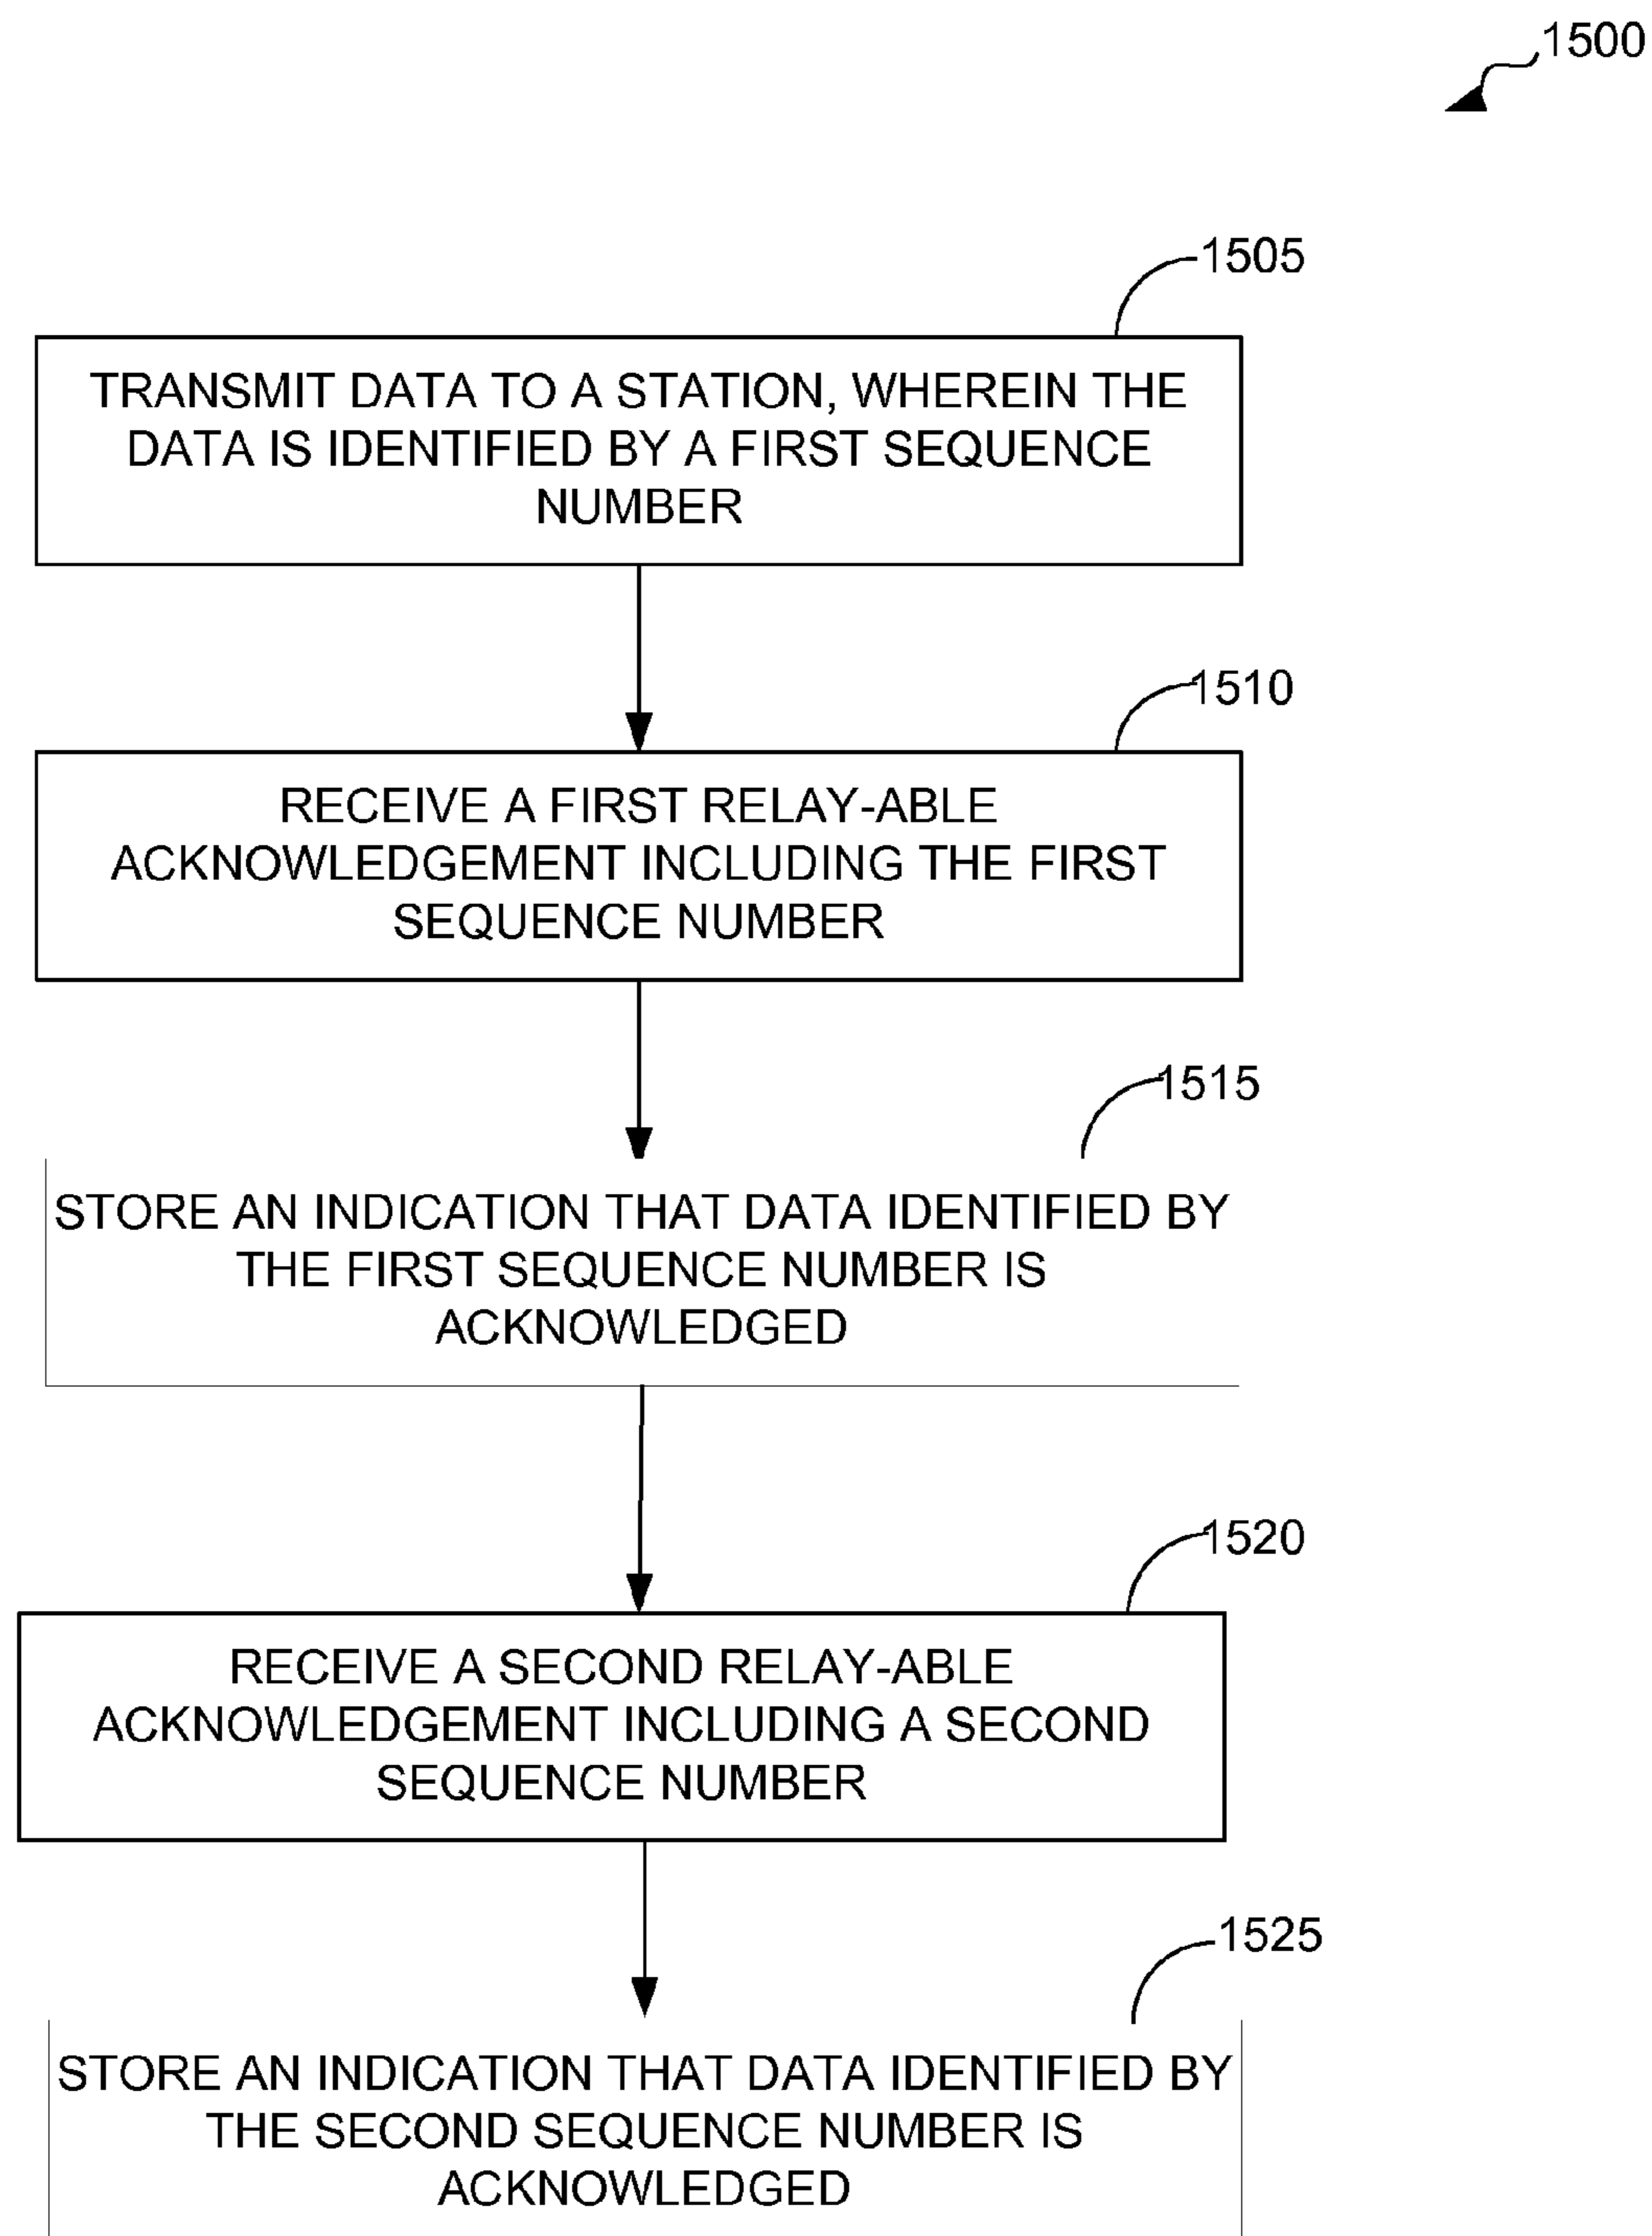 1500
1505
TRANSMIT DATA TO A STATION, WHEREIN THE
DATA IS IDENTIFIED BY A FIRST SEQUENCE
NUMBER
1510
RECEIVE A FIRST RELAY-ABLE
ACKNOWLEDGEMENT INCLUDING THE FIRST
SEQUENCE NUMBER
1515
STORE AN INDICATION THAT DATA IDENTIFIED BY
THE FIRST SEQUENCE NUMBER IS
ACKNOWLEDGED
1520
RECEIVE A SECOND RELAY-ABLE
ACKNOWLEDGEMENT INCLUDING A SECOND
SEQUENCE NUMBER
1525
STORE AN INDICATION THAT DATA IDENTIFIED BY
THE SECOND SEQUENCE NUMBER IS
ACKNOWLEDGED